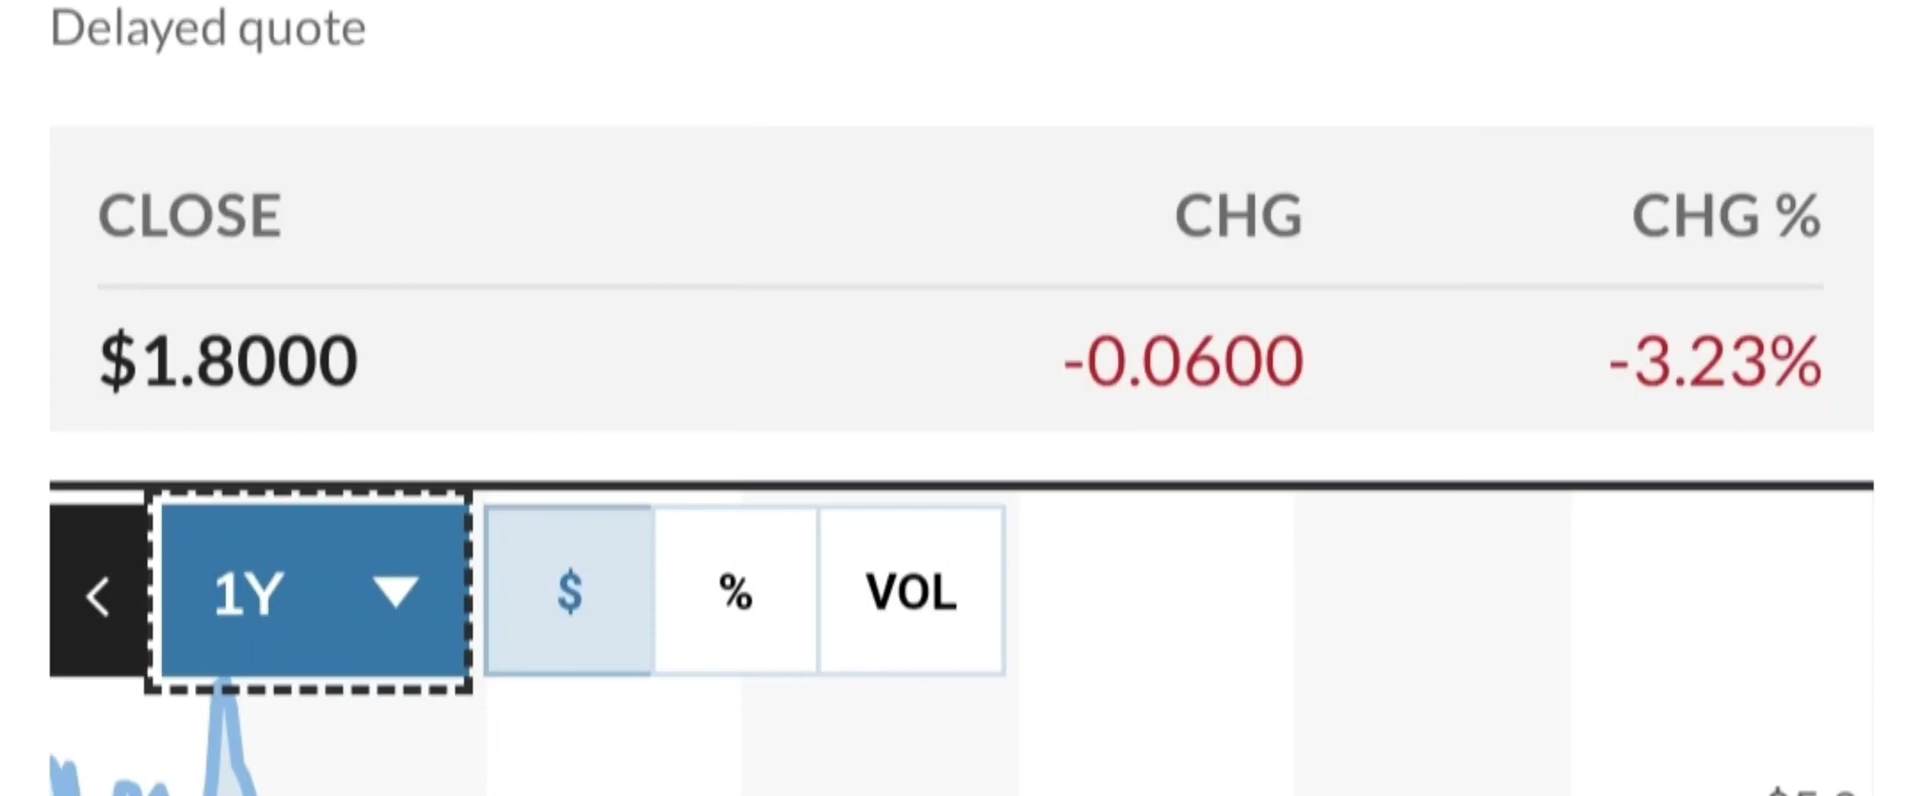 Delayed quote
CLOSE CHG CHG %
$1.8000 -0.0600 -3.23%
1Y $ % VOL